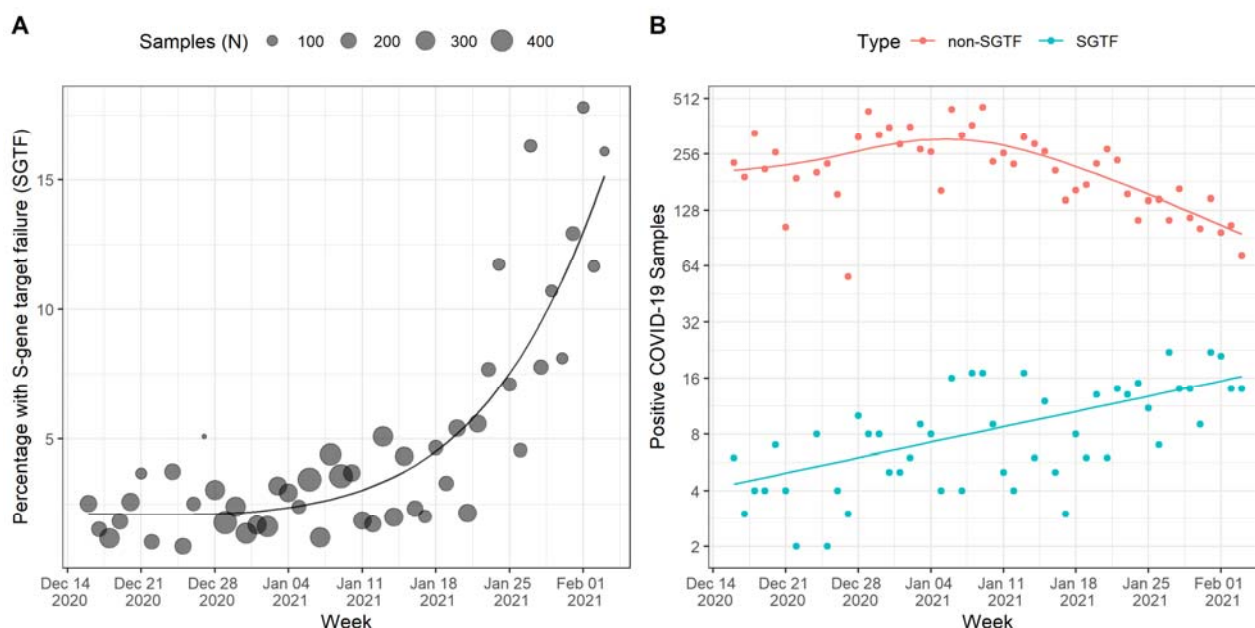 A
Samples (N) 100 200 300 400
Percentage with S-gene target failure (SGTF)
15
10
5
Dec 14 Dec 21 Dec 28 Jan 04 Jan 11 Jan 18 Jan 25 Feb 01
2020 2020 2020 2021 2021 2021 2021 2021
Week
B
Type non-SGTF SGTF
Positive COVID-19 Samples
512
256
128
64
32
16
8
4
2
Dec 14 Dec 21 Dec 28 Jan 04 Jan 11 Jan 18 Jan 25 Feb 01
2020 2020 2020 2021 2021 2021 2021 2021
Week